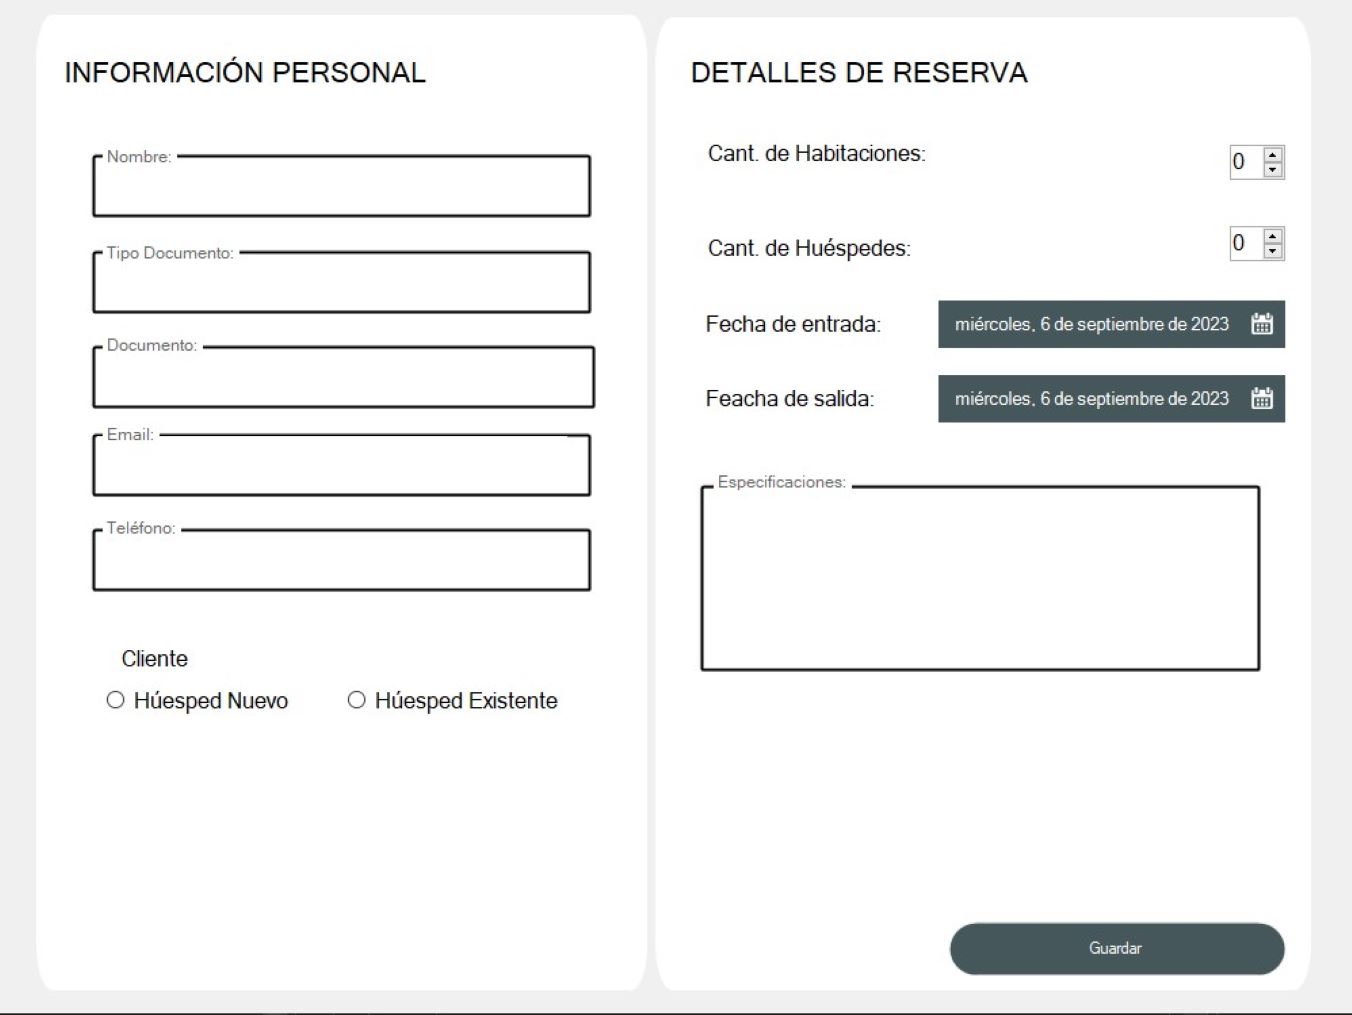 INFORMACIÓN PERSONAL
Nombre:
Tipo Documento:
Documento:
Email:
Teléfono:
Cliente
Húesped Nuevo
Húesped Existente
DETALLES DE RESERVA
Cant. de Habitaciones:
0
Cant. de Huéspedes:
0
Fecha de entrada:
miércoles, 6 de septiembre de 2023
Feacha de salida:
miércoles, 6 de septiembre de 2023
Especificaciones:
Guardar